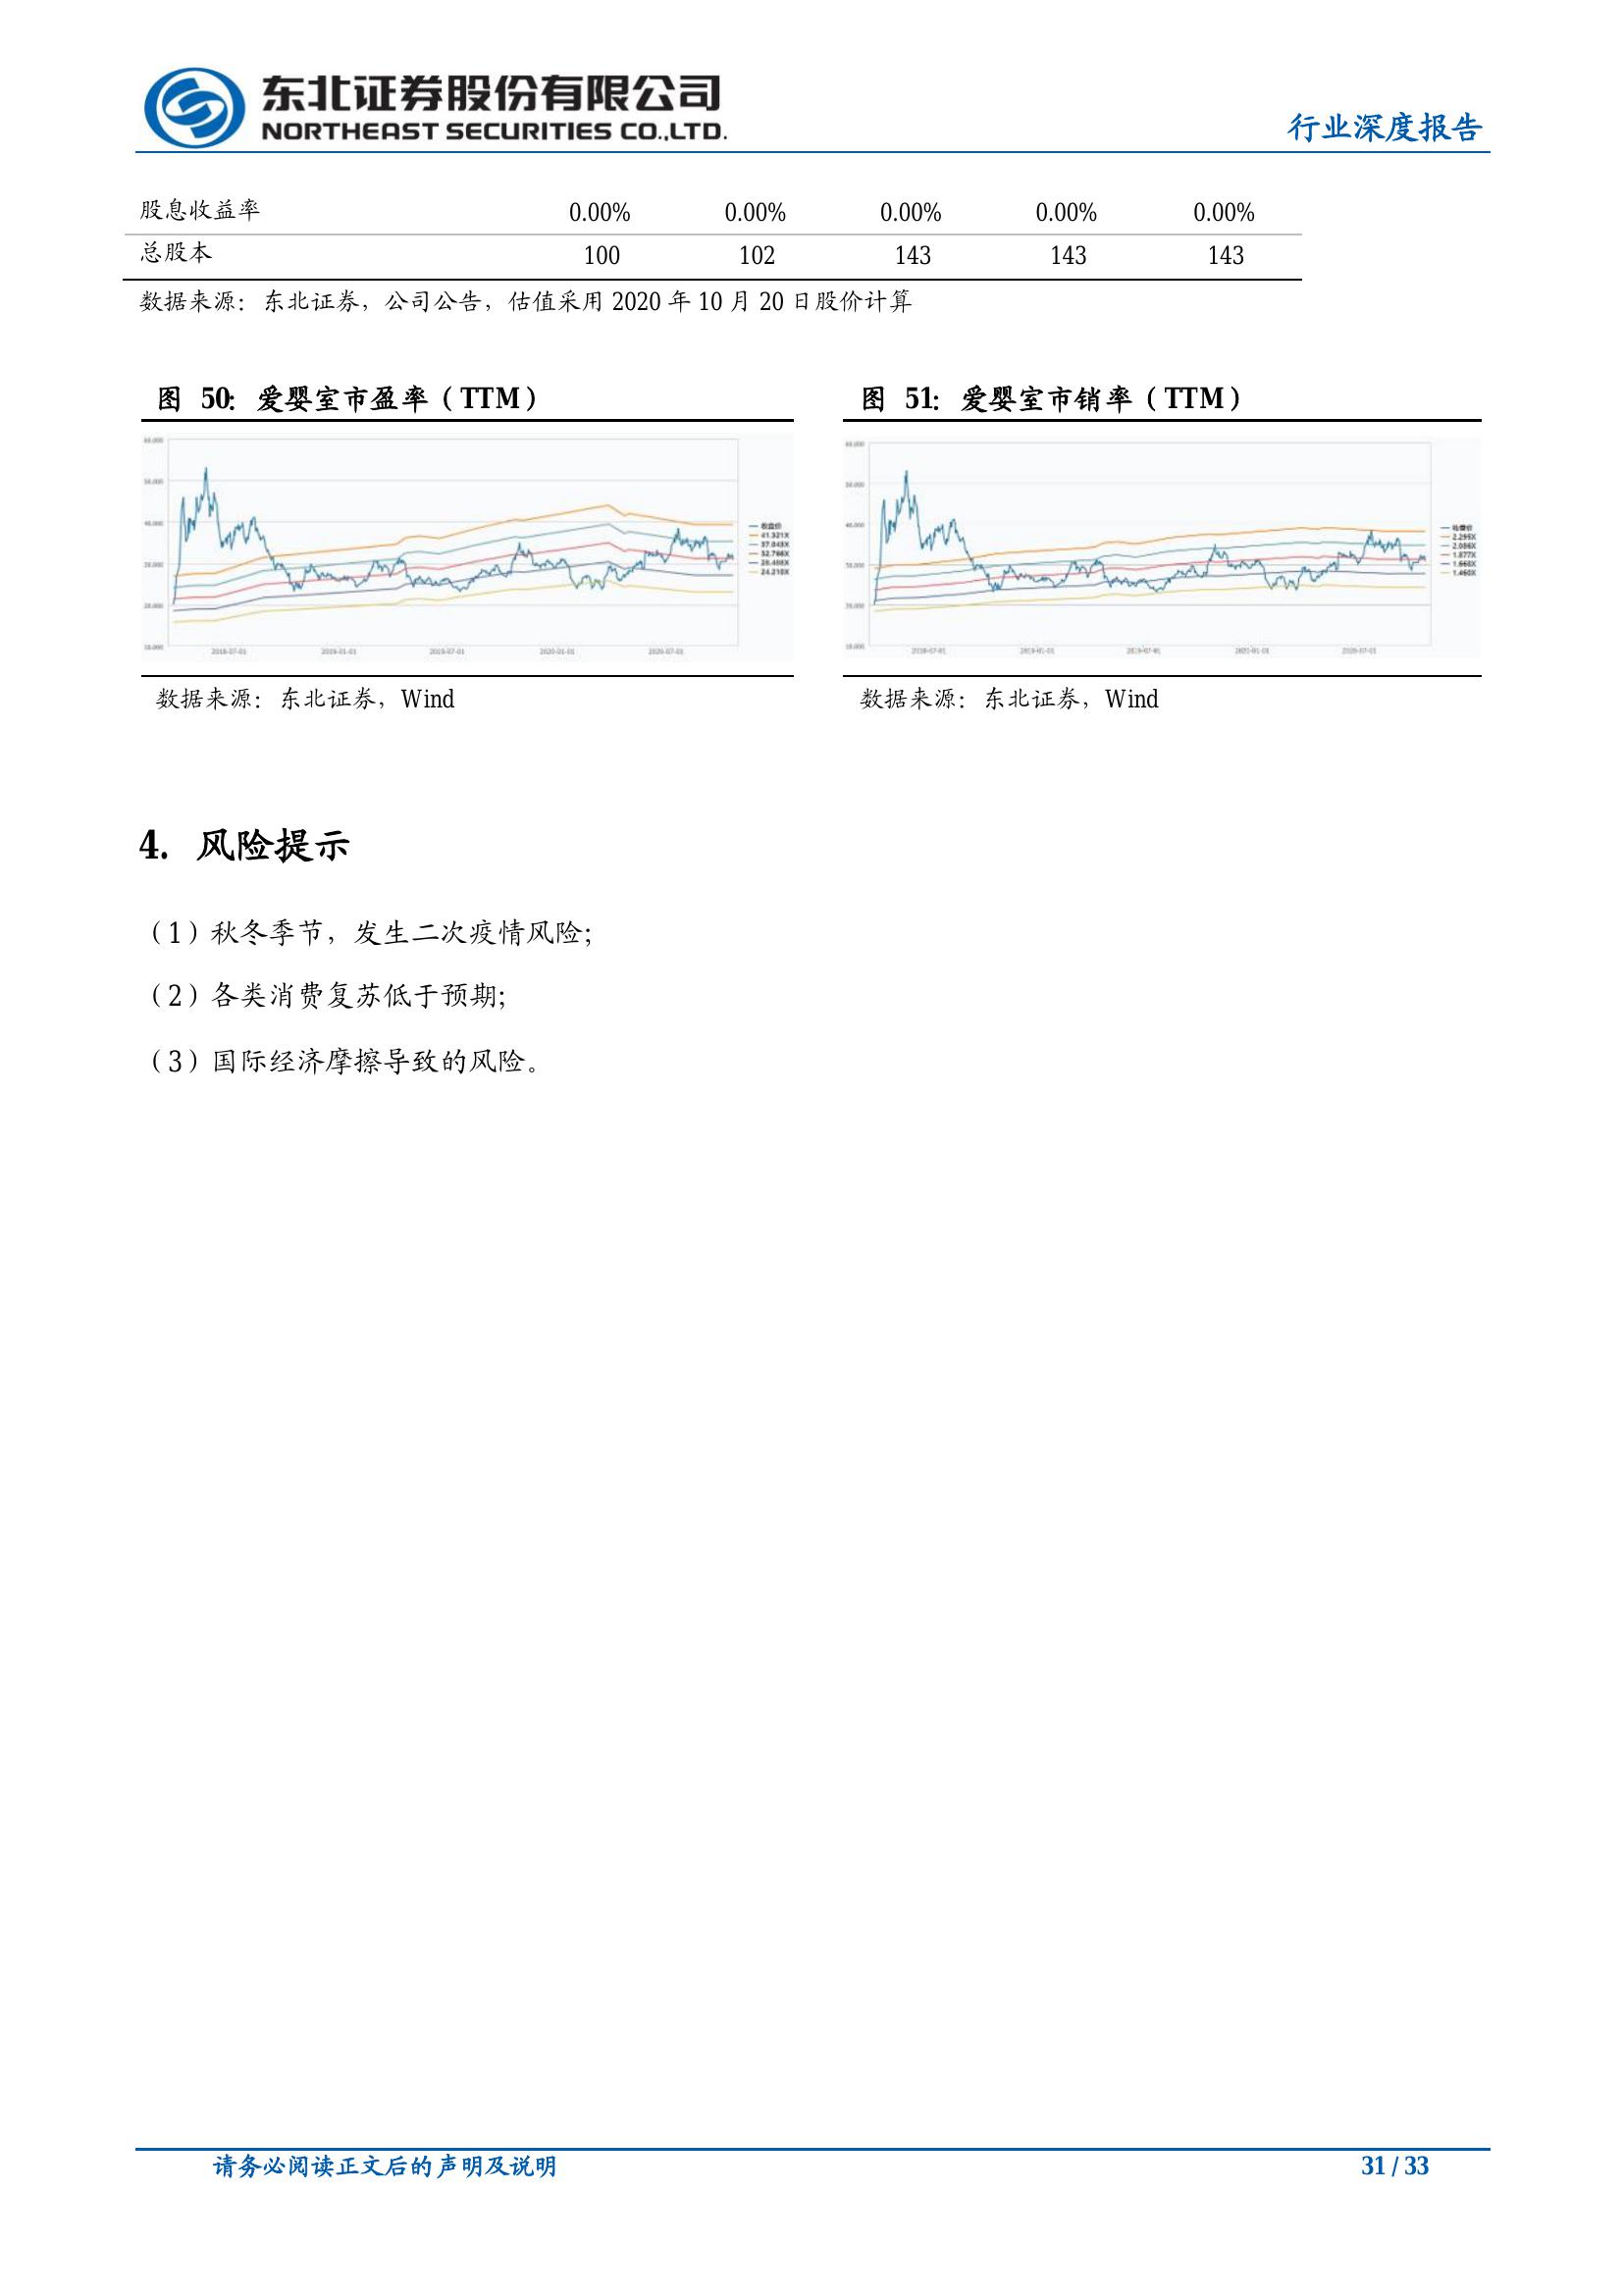 东北证券股份有限公司
NORTHEAST SECURITIES CO.,LTD.
行业深度报告
股息收益率 0.00% 0.00% 0.00% 0.00% 0.00%
总股本 100 102 143 143 143
数据来源：东北证券，公司公告，估值采用 2020 年 10 月 20 日股价计算
图 50：爱婴室市盈率（TTM）
60.000
50.000
40.000
30.000
20.000
10.000
2018-07-01 2019-01-01 2019-07-01 2020-01-01 2020-07-01
收盘价
41.321X
37.043X
32.766X
28.488X
24.210X
数据来源：东北证券，Wind
图 51：爱婴室市销率（TTM）
60.000
50.000
40.000
30.000
20.000
10.000
2018-07-01 2019-01-01 2019-07-01 2020-01-01 2020-07-01
收盘价
2.295X
2.086X
1.877X
1.668X
1.460X
数据来源：东北证券，Wind
4. 风险提示
（1）秋冬季节，发生二次疫情风险；
（2）各类消费复苏低于预期；
（3）国际经济摩擦导致的风险。
请务必阅读正文后的声明及说明
31 / 33